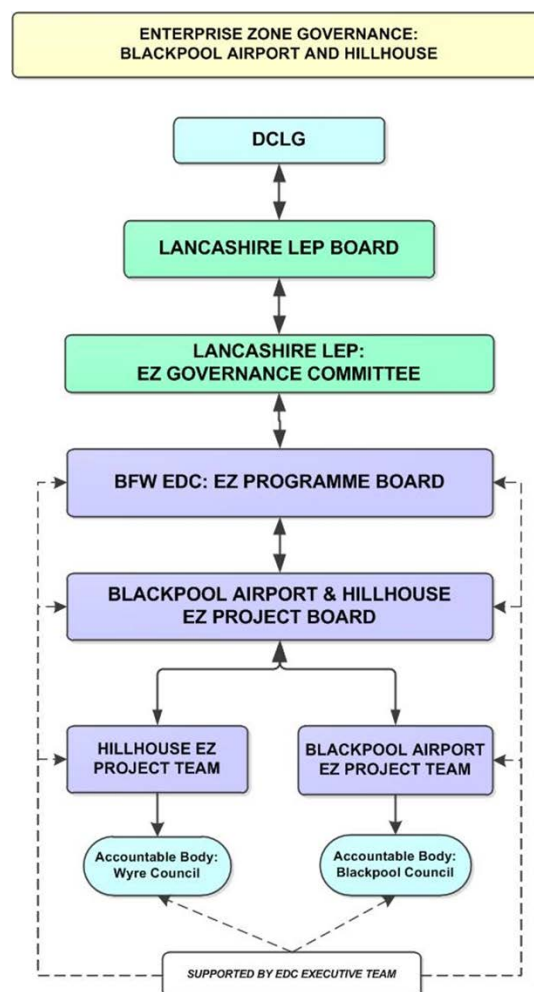 ENTERPRISE ZONE GOVERNANCE:
BLACKPOOL AIRPORT AND HILLHOUSE
DCLG
LANCASHIRE LEP BOARD
LANCASHIRE LEP:
EZ GOVERNANCE COMMITTEE
BFW EDC: EZ PROGRAMME BOARD
BLACKPOOL AIRPORT & HILLHOUSE
EZ PROJECT BOARD
HILLHOUSE EZ
PROJECT TEAM
BLACKPOOL AIRPORT
EZ PROJECT TEAM
Accountable Body:
Wyre Council
Accountable Body:
Blackpool Council
SUPPORTED BY EDC EXECUTIVE TEAM